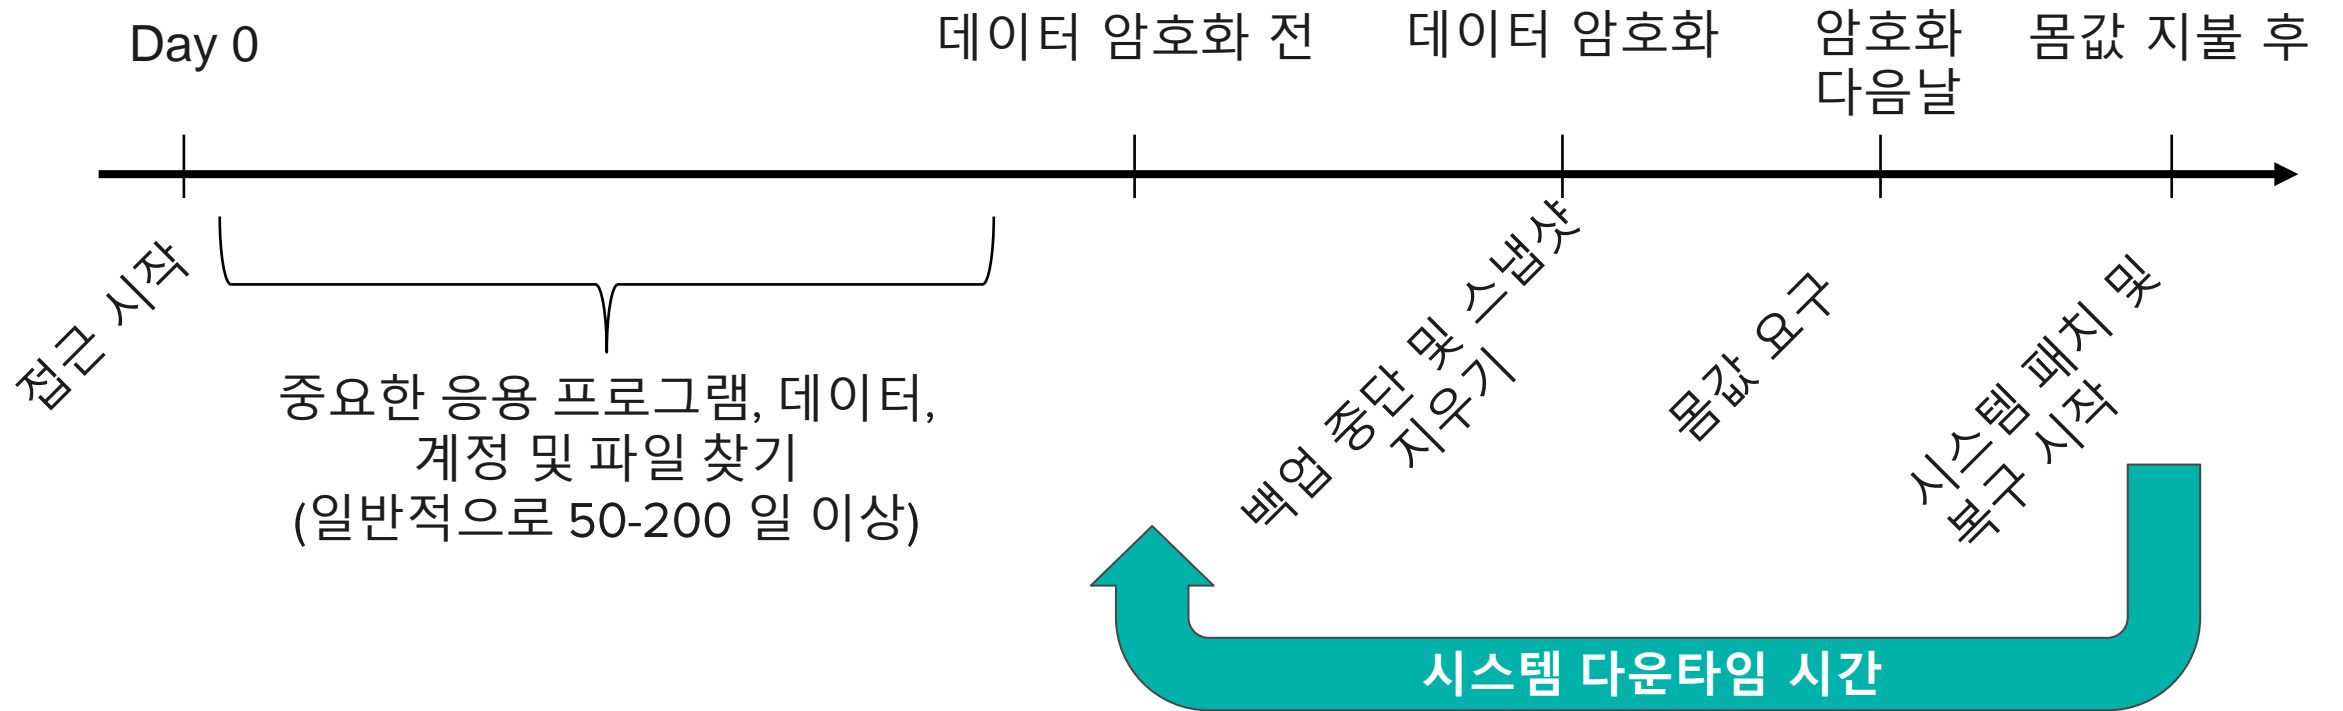 Day 0
데이터 암호화 전
데이터 암호화
암호화
다음날
몸값 지불 후
접근 시작
중요한 응용 프로그램, 데이터,
계정 및 파일 찾기
(일반적으로 50-200 일 이상)
백업 중단 및 스냅샷
지우기
몸값 요구
시스템 패치 및
복구 시작
시스템 다운타임 시간